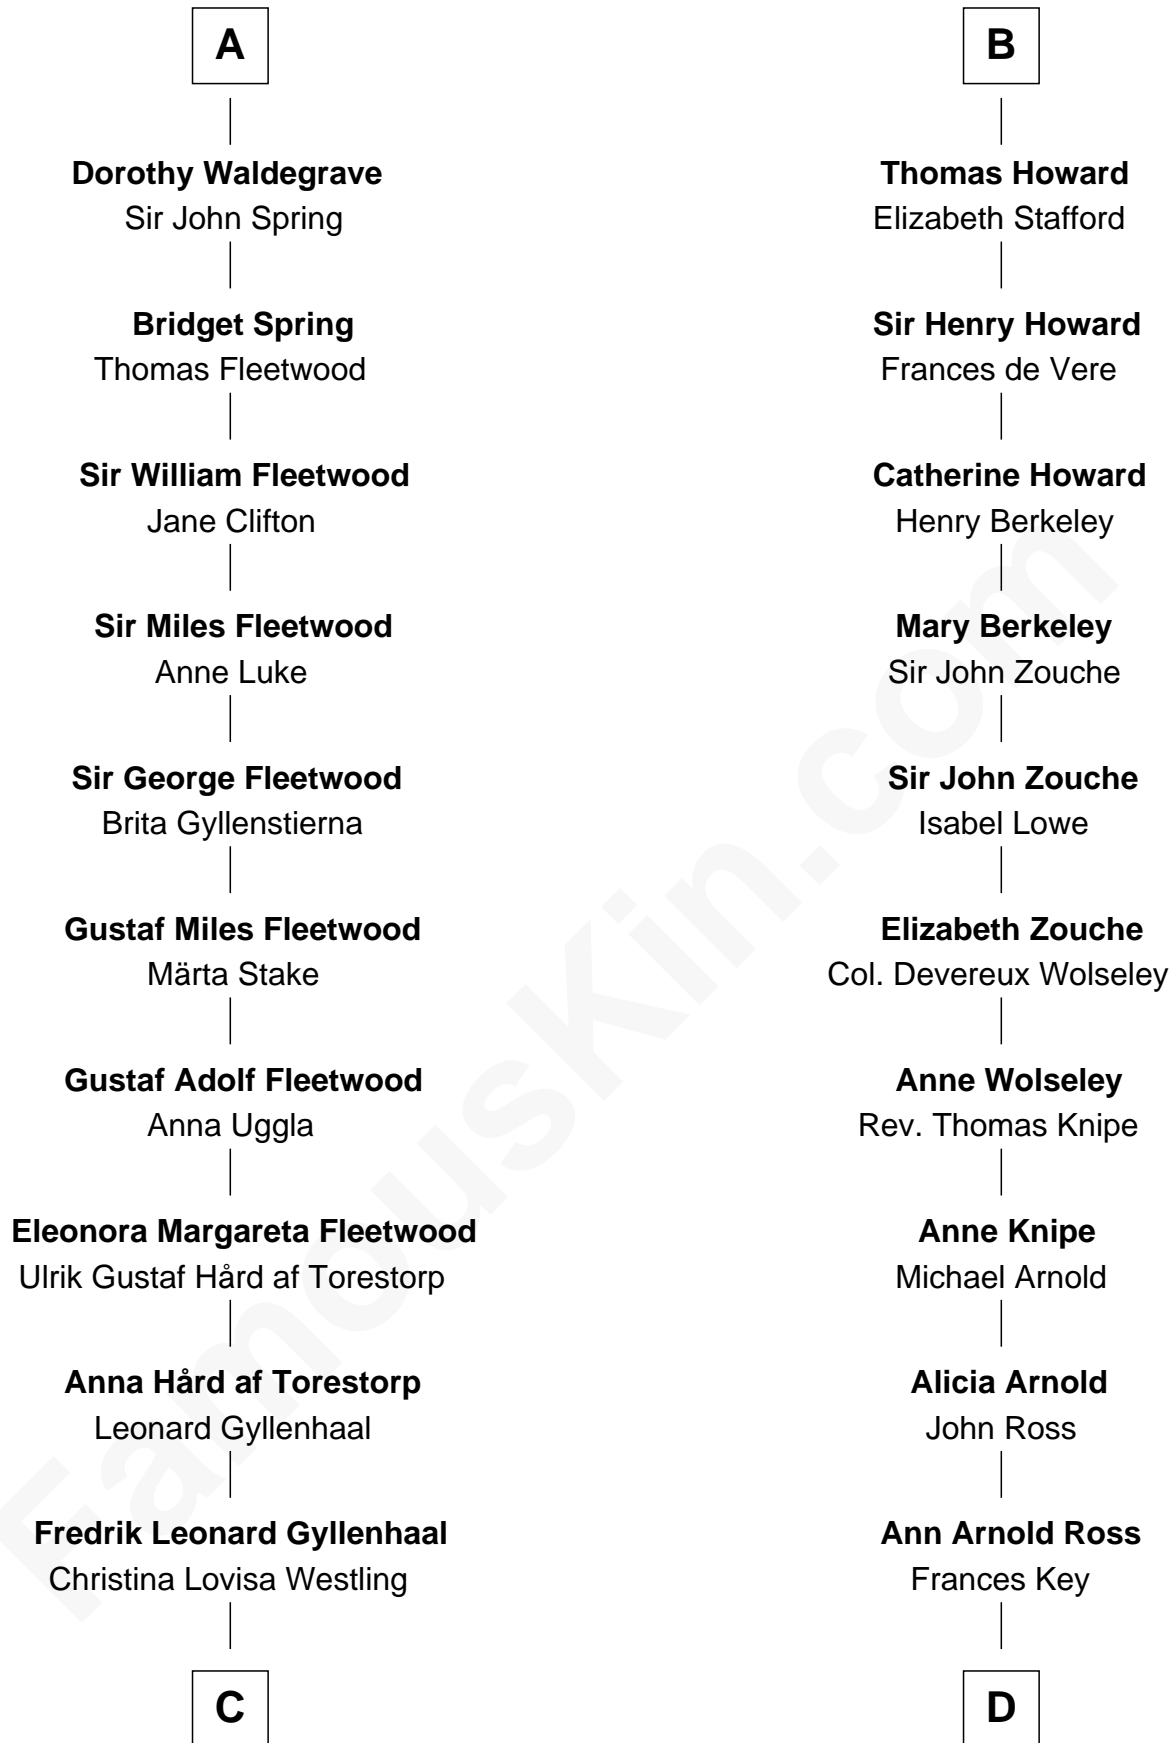 A
Dorothy Waldegrave
Sir John Spring
Bridget Spring
Thomas Fleetwood
Sir William Fleetwood
Jane Clifton
Sir Miles Fleetwood
Anne Luke
Sir George Fleetwood
Brita Gyllenstierna
Gustaf Miles Fleetwood
Märta Stake
Gustaf Adolf Fleetwood
Anna Uggla
Eleonora Margareta Fleetwood
Ulrik Gustaf Hård af Torestorp
Anna Hård af Torestorp
Leonard Gyllenhaal
Fredrik Leonard Gyllenhaal
Christina Lovisa Westling
C
B
Thomas Howard
Elizabeth Stafford
Sir Henry Howard
Frances de Vere
Catherine Howard
Henry Berkeley
Mary Berkeley
Sir John Zouche
Sir John Zouche
Isabel Lowe
Elizabeth Zouche
Col. Devereux Wolseley
Anne Wolseley
Rev. Thomas Knipe
Anne Knipe
Michael Arnold
Alicia Arnold
John Ross
Ann Arnold Ross
Frances Key
D
FamousKin.com